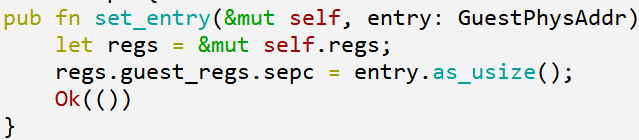 pub fn set_entry(&mut self, entry: GuestPhysAddr)
    let regs = &mut self.regs;
    regs.guest_regs.sepc = entry.as_usize();
    Ok(())
}